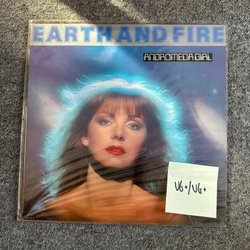 EARTH AND FIRE
ANDROMEDA GIRL
VG+/VG+